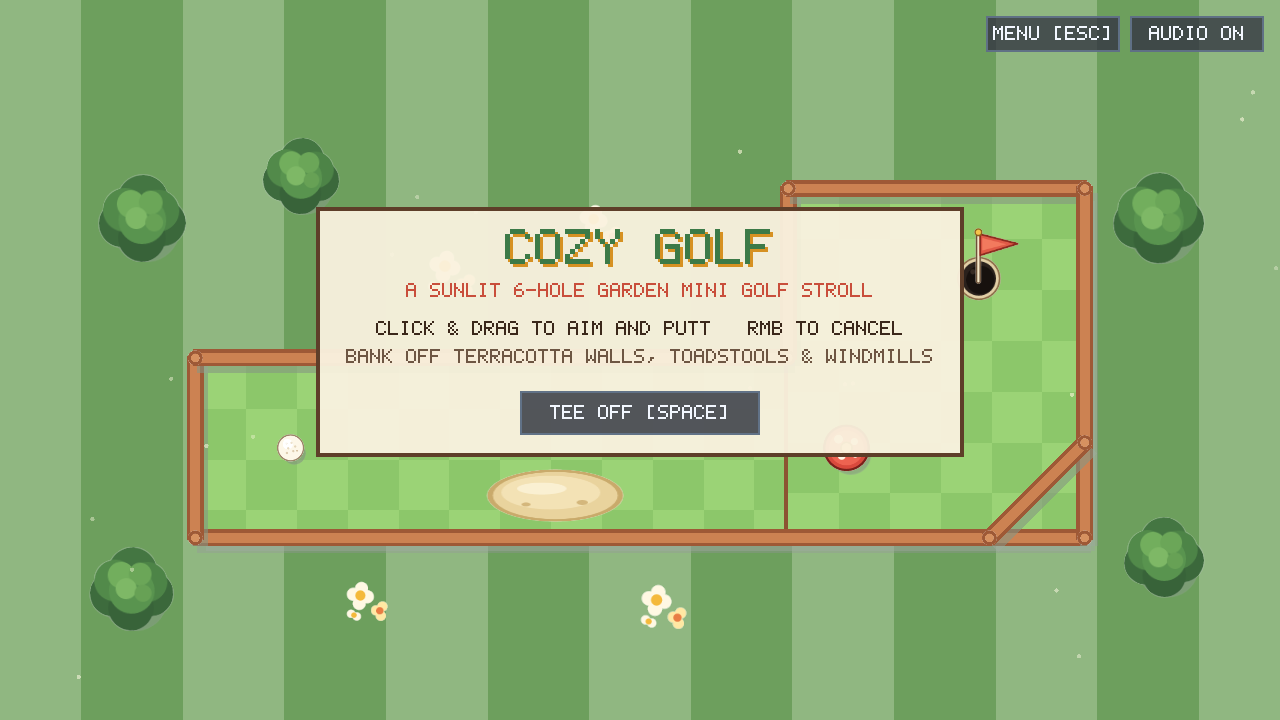 MENU [ESC]
AUDIO ON
COZY GOLF
A SUNLIT 6-HOLE GARDEN MINI GOLF STROLL
CLICK & DRAG TO AIM AND PUTT RMB TO CANCEL
BANK OFF TERRACOTTA WALLS, TOADSTOOLS & WINDMILLS
TEE OFF [SPACE]